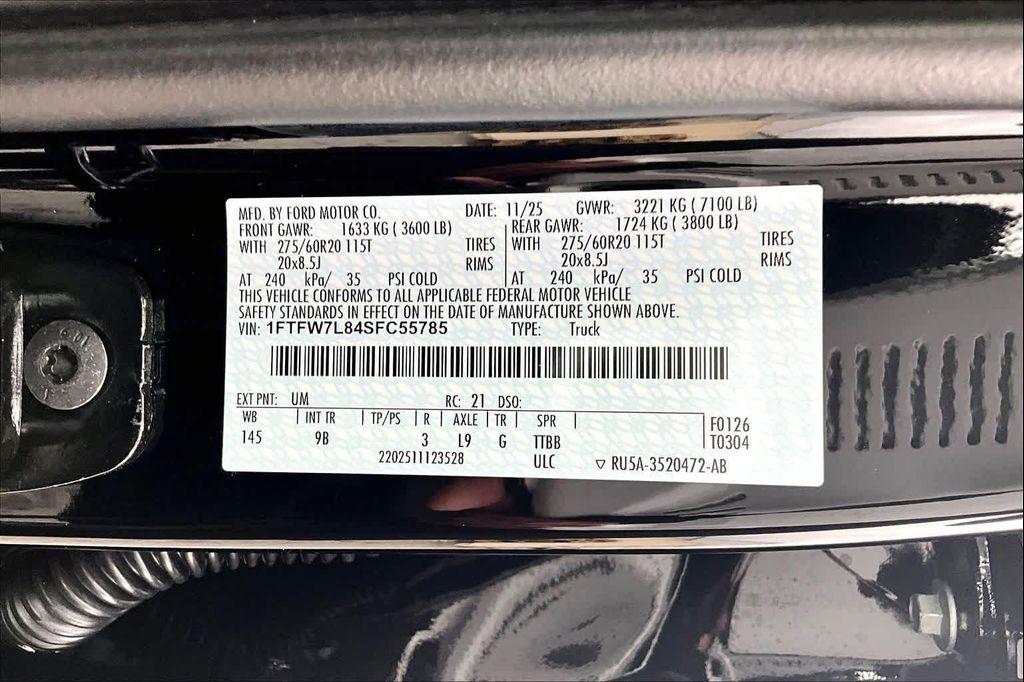 MFD. BY FORD MOTOR CO. DATE: 11/25 GVWR: 3221 KG ( 7100 LB)
FRONT GAWR: 1633 KG ( 3600 LB) REAR GAWR: 1724 KG ( 3800 LB)
WITH 275/60R20 115T TIRES WITH 275/60R20 115T TIRES
20x8.5J RIMS 20x8.5J RIMS
AT 240 kPa/ 35 PSI COLD AT 240 kPa/ 35 PSI COLD
THIS VEHICLE CONFORMS TO ALL APPLICABLE FEDERAL MOTOR VEHICLE
SAFETY STANDARDS IN EFFECT ON THE DATE OF MANUFACTURE SHOWN ABOVE.
VIN: 1FTFW7L84SFC55785 TYPE: Truck
EXT PNT: UM RC: 21 DSO:
WB INT TR TP/PS R AXLE TR SPR F0126
145 9B 3 L9 G TTBB T0304
2202511123528 ULC ▽ RU5A-3520472-AB